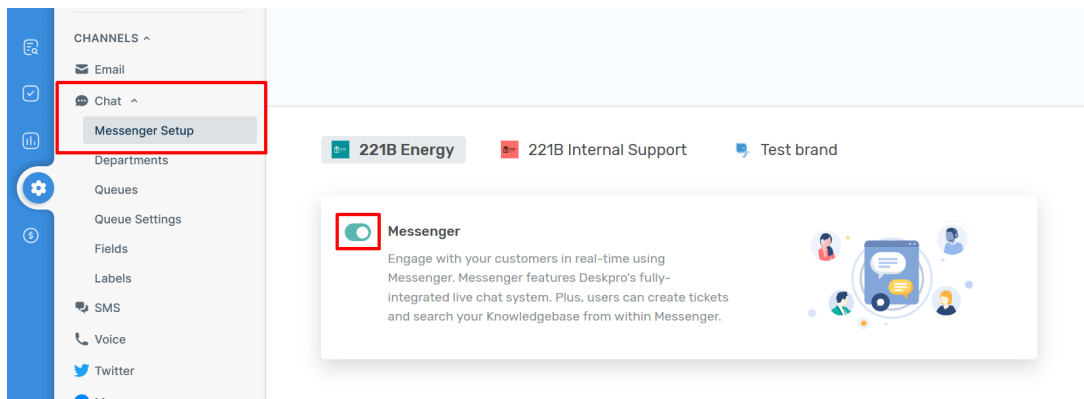 CHANNELS
Email
Chat
Messenger Setup
Departments
Queues
Queue Settings
Fields
Labels
SMS
Voice
Twitter
221B Energy
221B Internal Support
Test brand
Messenger
Engage with your customers in real-time using
Messenger. Messenger features Deskpro's fully-
integrated live chat system. Plus, users can create tickets
and search your Knowledgebase from within Messenger.